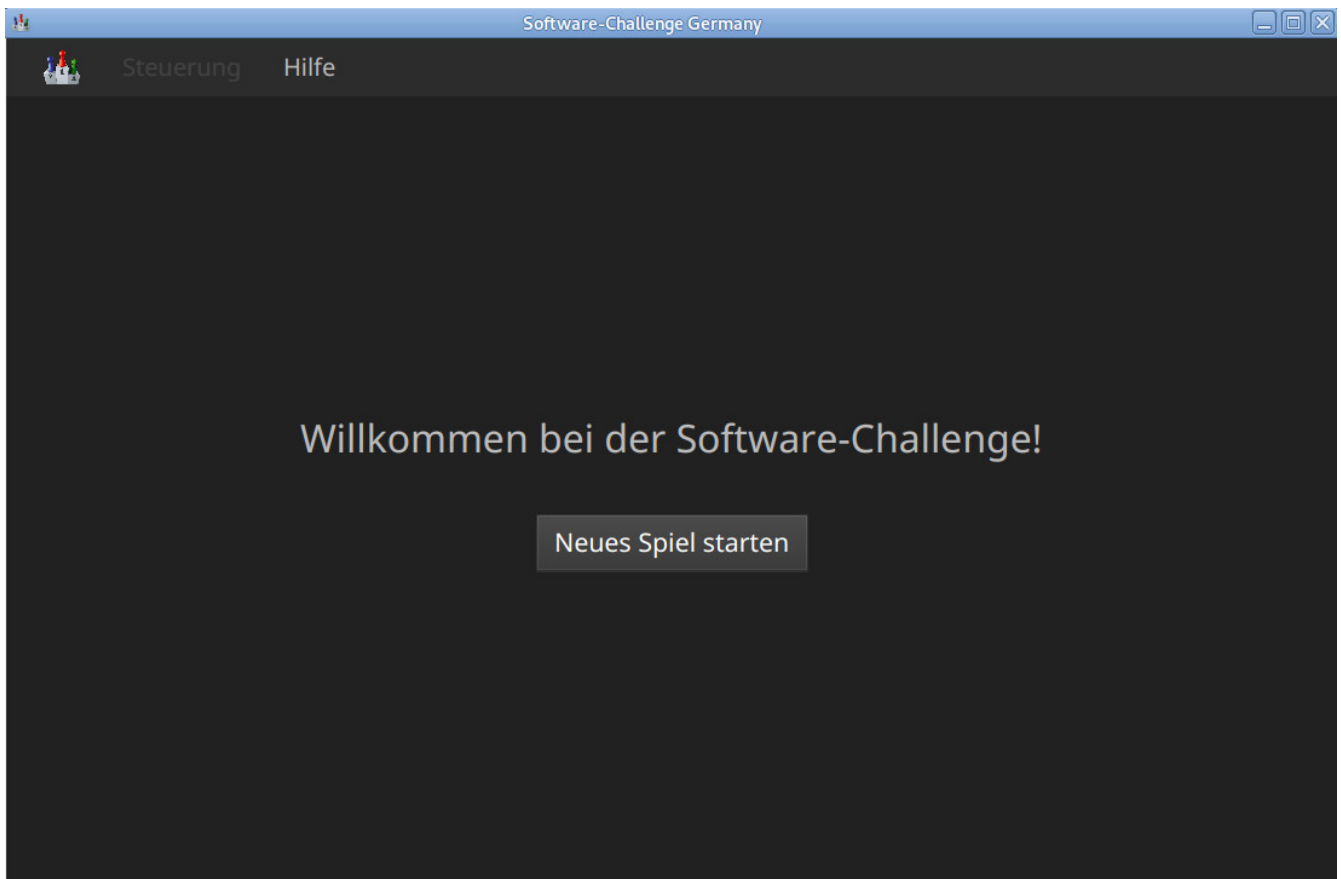 Software-Challenge Germany
Steuerung Hilfe
Willkommen bei der Software-Challenge!
Neues Spiel starten